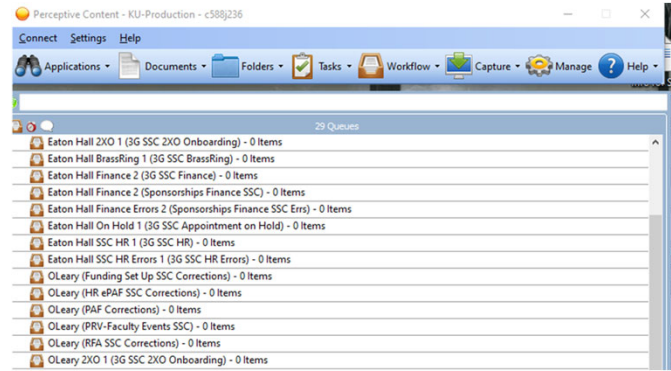 Perceptive Content - KU-Production - c588j236
Connect Settings Help
Applications Documents Folders Tasks Workflow Capture Manage Help
29 Queues
Eaton Hall 2XO 1 (3G SSC 2XO Onboarding) - 0 Items
Eaton Hall BrassRing 1 (3G SSC BrassRing) - 0 Items
Eaton Hall Finance 2 (3G SSC Finance) - 0 Items
Eaton Hall Finance 2 (Sponsorships Finance SSC) - 0 Items
Eaton Hall Finance Errors 2 (Sponsorships Finance SSC Errs) - 0 Items
Eaton Hall On Hold 1 (3G SSC Appointment on Hold) - 0 Items
Eaton Hall SSC HR 1 (3G SSC HR) - 0 Items
Eaton Hall SSC HR Errors 1 (3G SSC HR Errors) - 0 Items
OLeary (Funding Set Up SSC Corrections) - 0 Items
OLeary (HR ePAF SSC Corrections) - 0 Items
OLeary (PAF Corrections) - 0 Items
OLeary (PRV-Faculty Events SSC) - 0 Items
OLeary (RFA SSC Corrections) - 0 Items
OLeary 2XO 1 (3G SSC 2XO Onboarding) - 0 Items